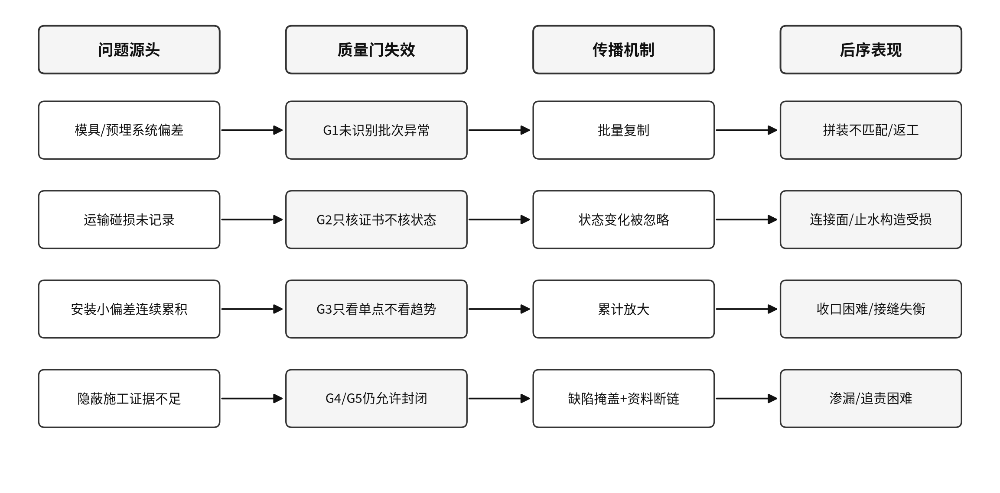 问题源头
质量门失效
传播机制
后序表现
模具/预埋系统偏差
G1未识别批次异常
批量复制
拼装不匹配/返工
运输碰损未记录
G2只核证书不核状态
状态变化被忽略
连接面/止水构造受损
安装小偏差连续累积
G3只看单点不看趋势
累计放大
收口困难/接缝失衡
隐蔽施工证据不足
G4/G5仍允许封闭
缺陷掩盖+资料断链
渗漏/追责困难